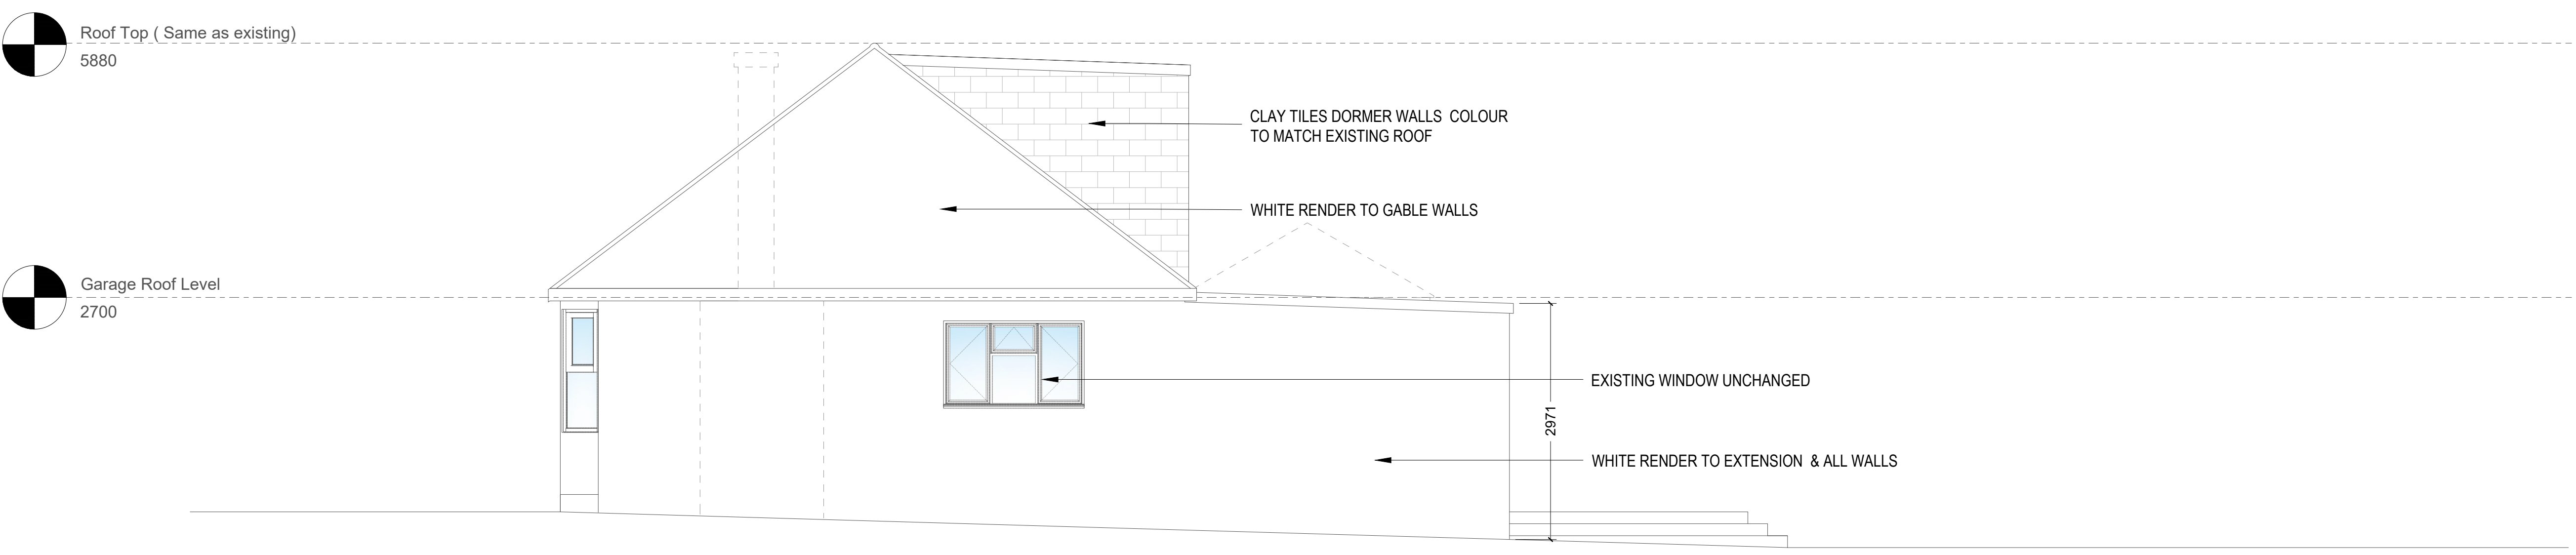 Roof Top ( Same as existing)
5880
CLAY TILES DORMER WALLS  COLOUR
TO MATCH EXISTING ROOF
WHITE RENDER TO GABLE WALLS
Garage Roof Level
2700
EXISTING WINDOW UNCHANGED
2971
WHITE RENDER TO EXTENSION  & ALL WALLS